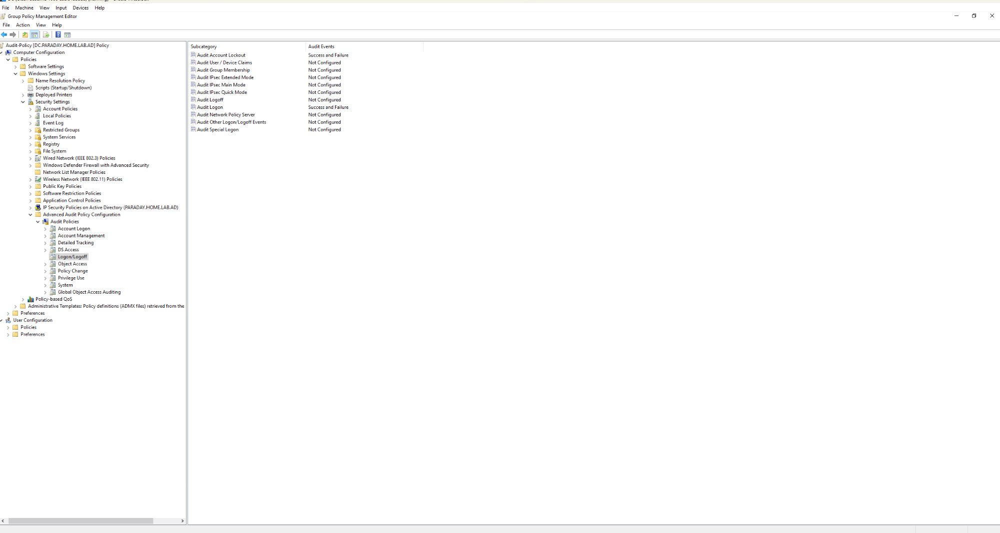 File Machine View Input Devices Help
Group Policy Management Editor
File Action View Help
Audit-Policy [DC.PARADAY.HOME.LAB.AD] Policy
Computer Configuration
Policies
Software Settings
Windows Settings
Name Resolution Policy
Scripts (Startup/Shutdown)
Deployed Printers
Security Settings
Account Policies
Local Policies
Event Log
Restricted Groups
System Services
Registry
File System
Wired Network (IEEE 802.3) Policies
Windows Defender Firewall with Advanced Security
Network List Manager Policies
Wireless Network (IEEE 802.11) Policies
Public Key Policies
Software Restriction Policies
Application Control Policies
IP Security Policies on Active Directory (PARADAY.HOME.LAB.AD)
Advanced Audit Policy Configuration
Audit Policies
Account Logon
Account Management
Detailed Tracking
DS Access
Logon/Logoff
Object Access
Policy Change
Privilege Use
System
Global Object Access Auditing
Policy-based QoS
Administrative Templates: Policy definitions (ADMX files) retrieved from the
Preferences
User Configuration
Policies
Preferences
Subcategory Audit Events
Audit Account Lockout Success and Failure
Audit User / Device Claims Not Configured
Audit Group Membership Not Configured
Audit IPsec Extended Mode Not Configured
Audit IPsec Main Mode Not Configured
Audit IPsec Quick Mode Not Configured
Audit Logoff Not Configured
Audit Logon Success and Failure
Audit Network Policy Server Not Configured
Audit Other Logon/Logoff Events Not Configured
Audit Special Logon Not Configured